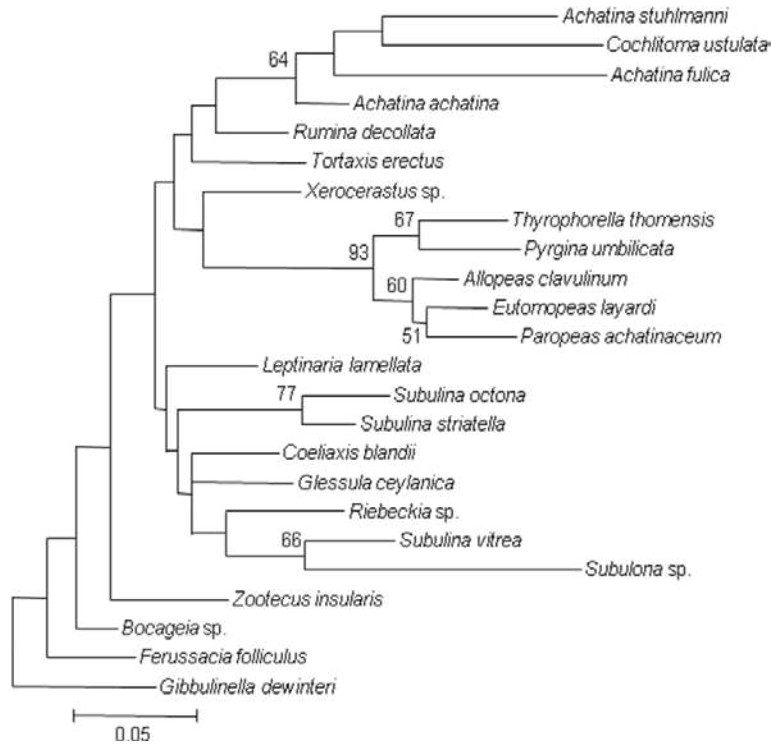 Achatina stuhlmanni
Cochlitoma ustulata
64
Achatina fulica
Achatina achatina
Rumina decollata
Tortaxis erectus
Xerocerastus sp.
67
Thyrophorella thomensis
93
Pyrgina umbilicata
60
Allopeas clavulinum
Eutomopeas layardi
51
Paropeas achatinaceum
Leptinaria lamellata
77
Subulina octona
Subulina striatella
Coeliaxis blandii
Glessula ceylanica
Riebeckia sp.
66
Subulina vitrea
Subulona sp.
Zootecus insularis
Bocageia sp.
Ferussacia folliculus
Gibbulinella dewinteri
0.05